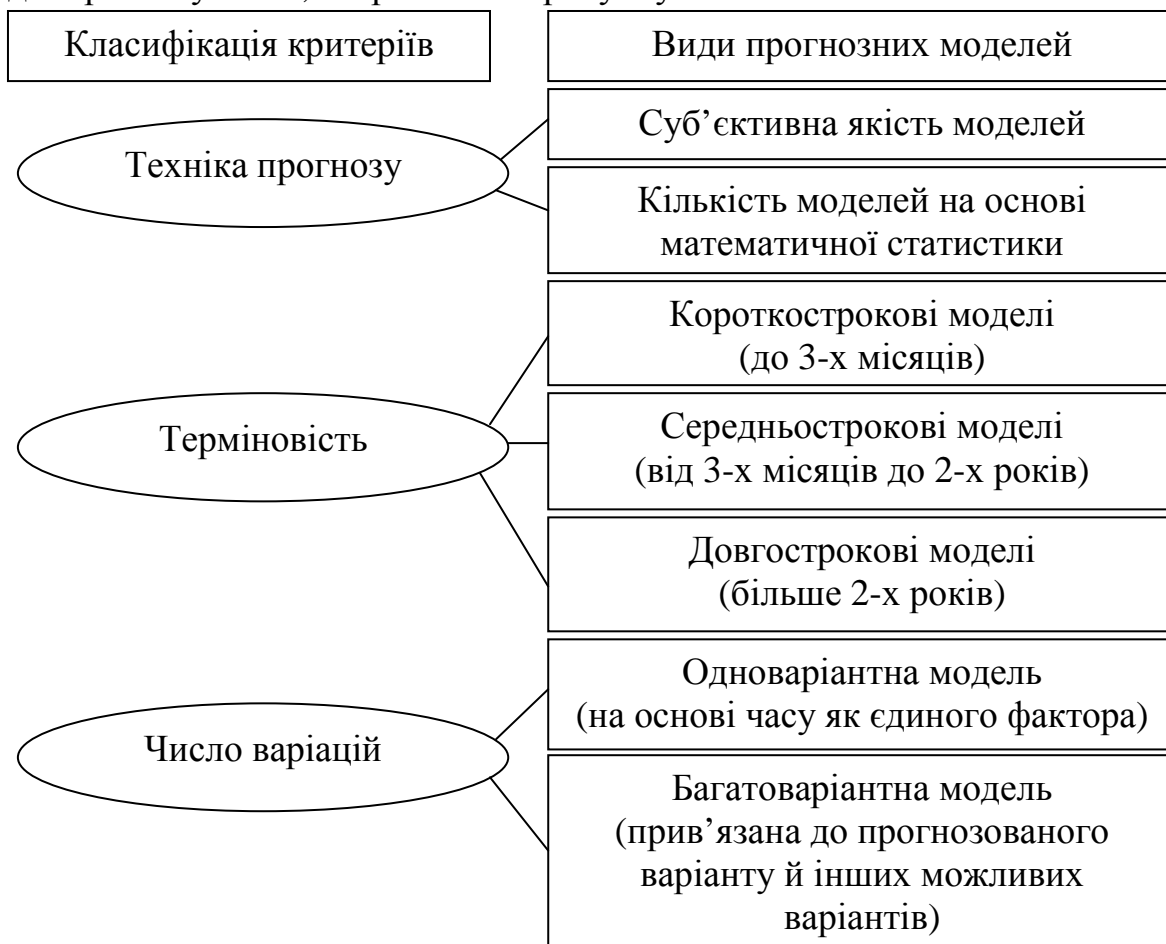 Класифікація критеріїв
Види прогнозних моделей
Техніка прогнозу
Суб’єктивна якість моделей
Кількість моделей на основі
математичної статистики
Терміновість
Короткострокові моделі
(до 3-х місяців)
Середньострокові моделі
(від 3-х місяців до 2-х років)
Довгострокові моделі
(більше 2-х років)
Число варіацій
Одноваріантна модель
(на основі часу як єдиного фактора)
Багатоваріантна модель
(прив’язана до прогнозованого
варіанту й інших можливих
варіантів)